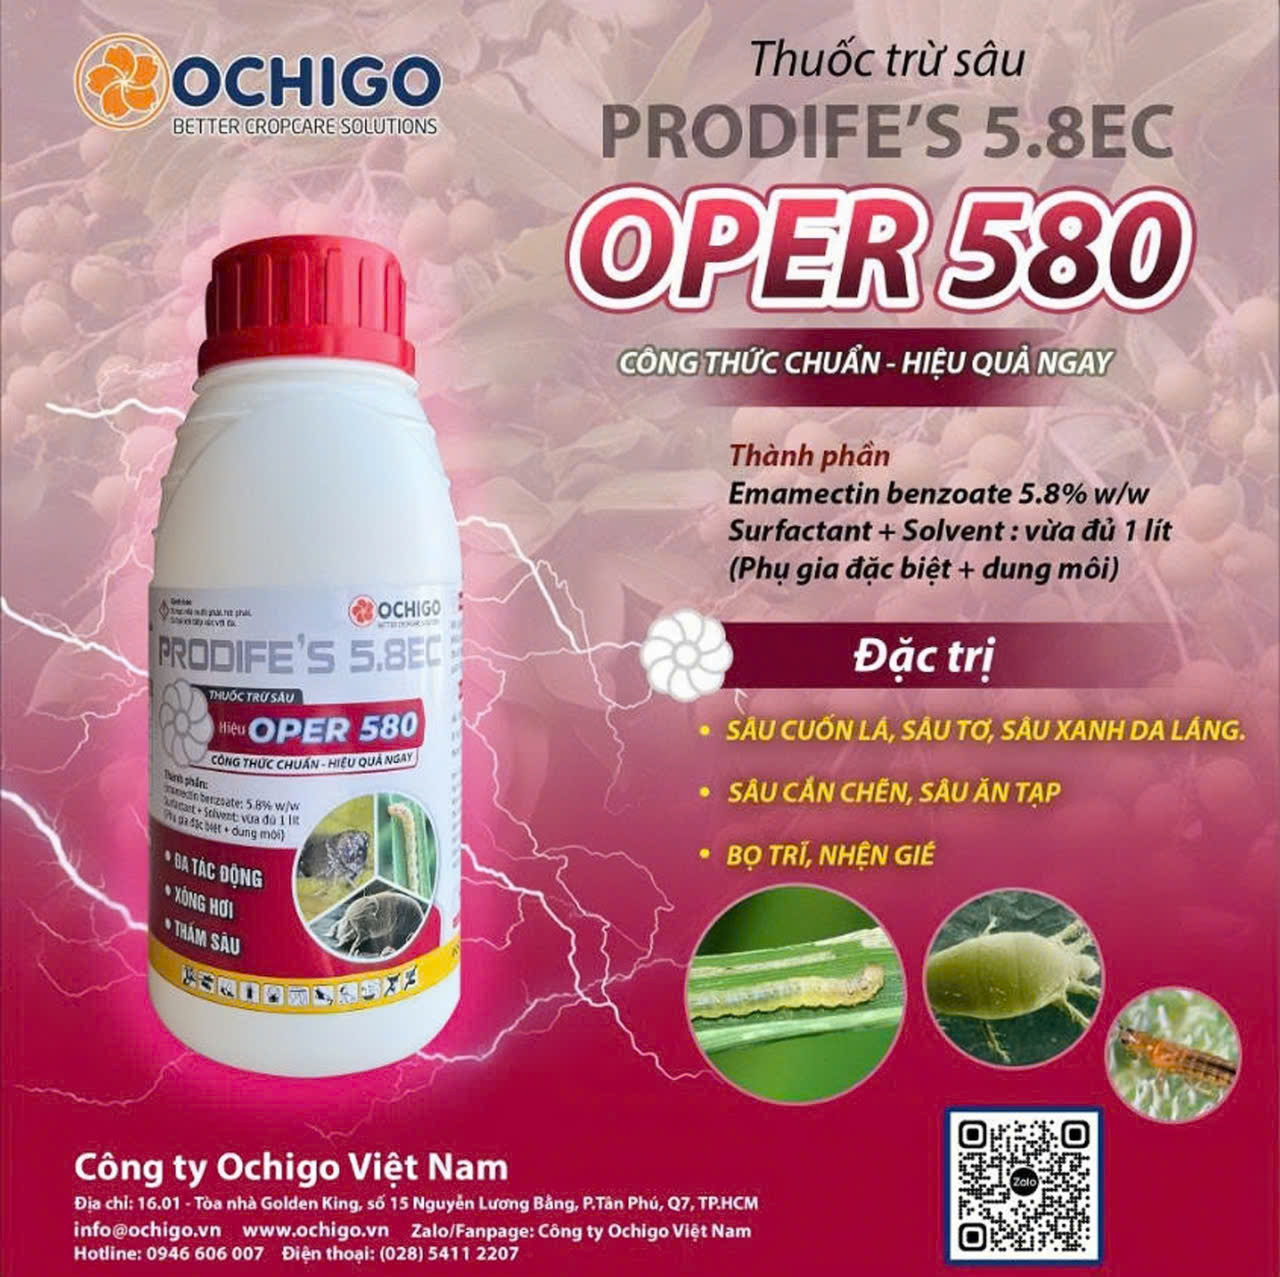 OCHIGO
BETTER CROPCARE SOLUTIONS
Thuốc trừ sâu
PRODIFE'S 5.8EC
OPER 580
CÔNG THỨC CHUẨN - HIỆU QUẢ NGAY
Thành phần
Emamectin benzoate 5.8% w/w
Surfactant + Solvent : vừa đủ 1 lít
(Phụ gia đặc biệt + dung môi)
Đặc trị
• SÂU CUỐN LÁ, SÂU TƠ, SÂU XANH DA LÁNG.
• SÂU CẮN CHẼN, SÂU ĂN TẠP
• BỌ TRĨ, NHỆN GIÉ
OCHIGO
BETTER CROPCARE SOLUTIONS
PRODIFE'S 5.8EC
THUỐC TRỪ SÂU
Hiệu OPER 580
CÔNG THỨC CHUẨN - HIỆU QUẢ NGAY
Thành phần:
Emamectin benzoate: 5.8% w/w
Surfactant + Solvent: vừa đủ 1 lít
(Phụ gia đặc biệt + dung môi)
• ĐA TÁC ĐỘNG
• XÔNG HƠI
• THẤM SÂU
Công ty Ochigo Việt Nam
Địa chỉ: 16.01 - Tòa nhà Golden King, số 15 Nguyễn Lương Bằng, P.Tân Phú, Q7, TP.HCM
info@ochigo.vn www.ochigo.vn Zalo/Fanpage: Công ty Ochigo Việt Nam
Hotline: 0946 606 007 Điện thoại: (028) 5411 2207
Zalo